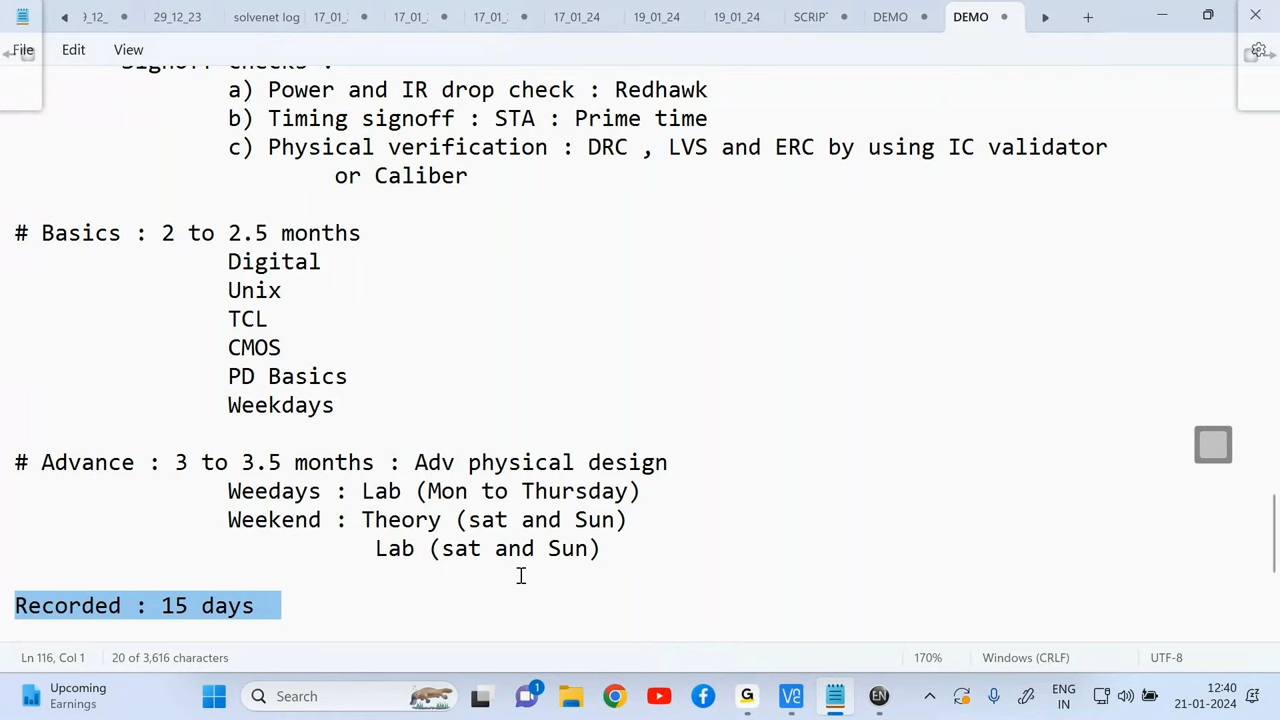 29_12_23 solvenet log 17_01_ 17_01_ 17_01_ 17_01_24 19_01_24 19_01_24 SCRIP DEMO DEMO
File Edit View
Signoff checks :
a) Power and IR drop check : Redhawk
b) Timing signoff : STA : Prime time
c) Physical verification : DRC , LVS and ERC by using IC validator
or Caliber
# Basics : 2 to 2.5 months
Digital
Unix
TCL
CMOS
PD Basics
Weekdays
# Advance : 3 to 3.5 months : Adv physical design
Weedays : Lab (Mon to Thursday)
Weekend : Theory (sat and Sun)
Lab (sat and Sun)
Recorded : 15 days
Ln 116, Col 1 20 of 3,616 characters 170% Windows (CRLF) UTF-8
Upcoming
Earnings
Search
1
ENG
IN
12:40
21-01-2024